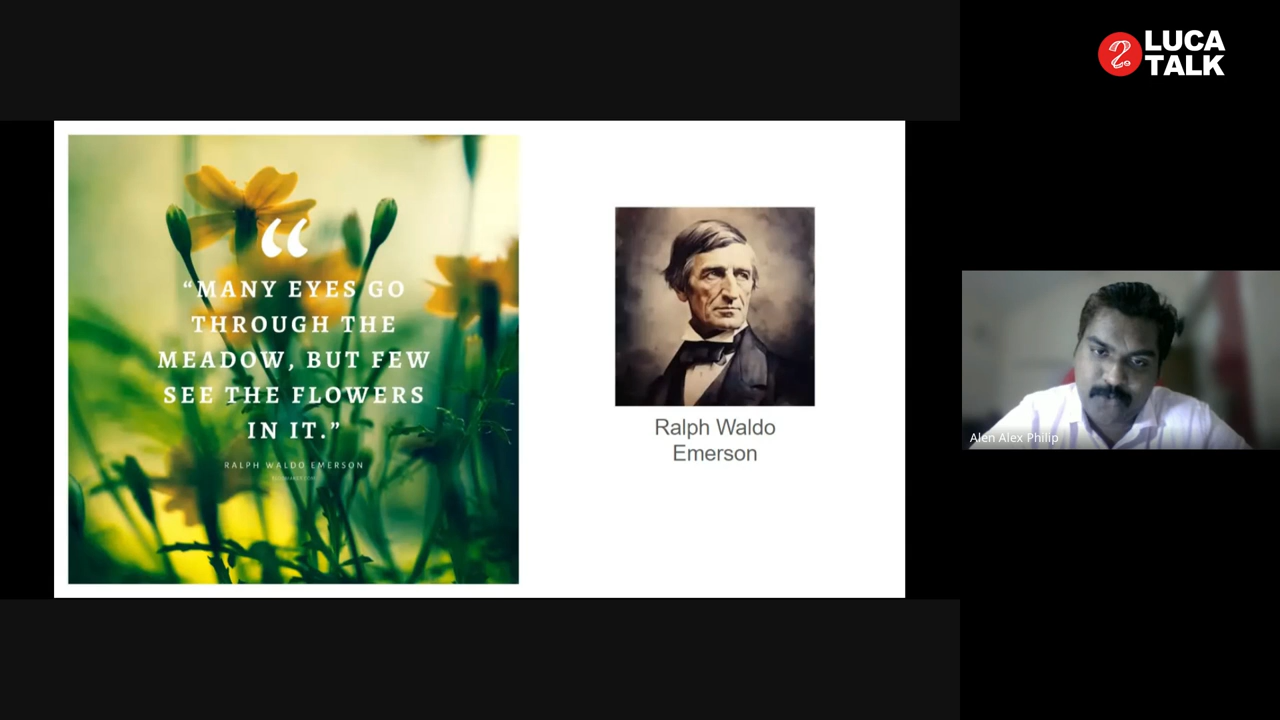 LUCA
TALK
“
“MANY EYES GO
THROUGH THE
MEADOW, BUT FEW
SEE THE FLOWERS
IN IT.”
RALPH WALDO EMERSON
Ralph Waldo
Emerson
Alen Alex Philip